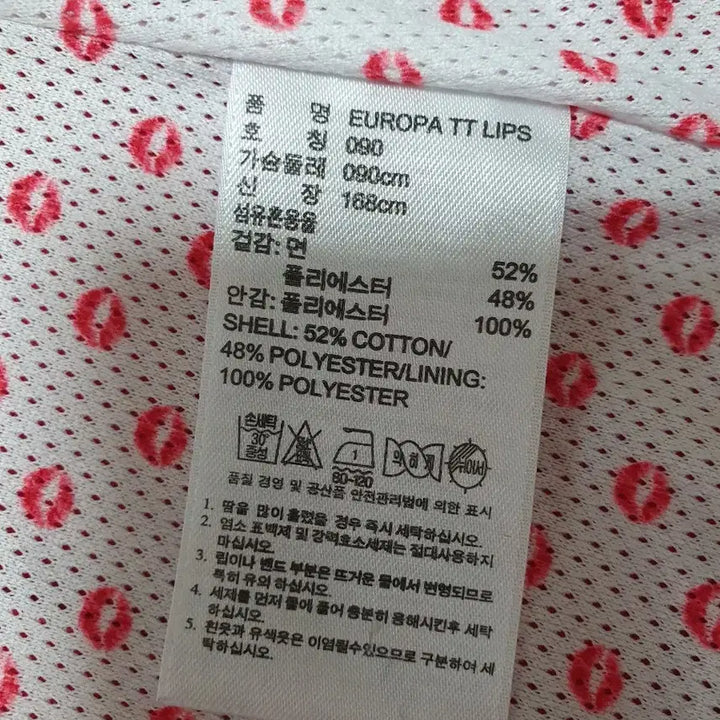 품 명 EUROPA TT LIPS
호 칭 090
가슴둘레 090cm
신 장 168cm
섬유혼용율
겉감: 면 52%
폴리에스터 48%
안감: 폴리에스터 100%
SHELL: 52% COTTON/
48% POLYESTER/LINING:
100% POLYESTER
손세탁 30° 중성 1 80-120 약하게
품질 경영 및 공산품 안전관리법에 의한 표시
1. 땀을 많이 흘렸을 경우 즉시 세탁하십시오.
2. 염소 표백제 및 강력효소세제는 절대사용하지
마십시오.
3. 립이나 밴드 부분은 뜨거운 물에서 변형되므로
특히 유의 하십시오.
4. 세제를 먼저 물에 풀어 충분히 용해시킨후 세탁
하십시오.
5. 흰옷과 유색옷은 이염될수있으므로 구분하여 세
탁하십시오.